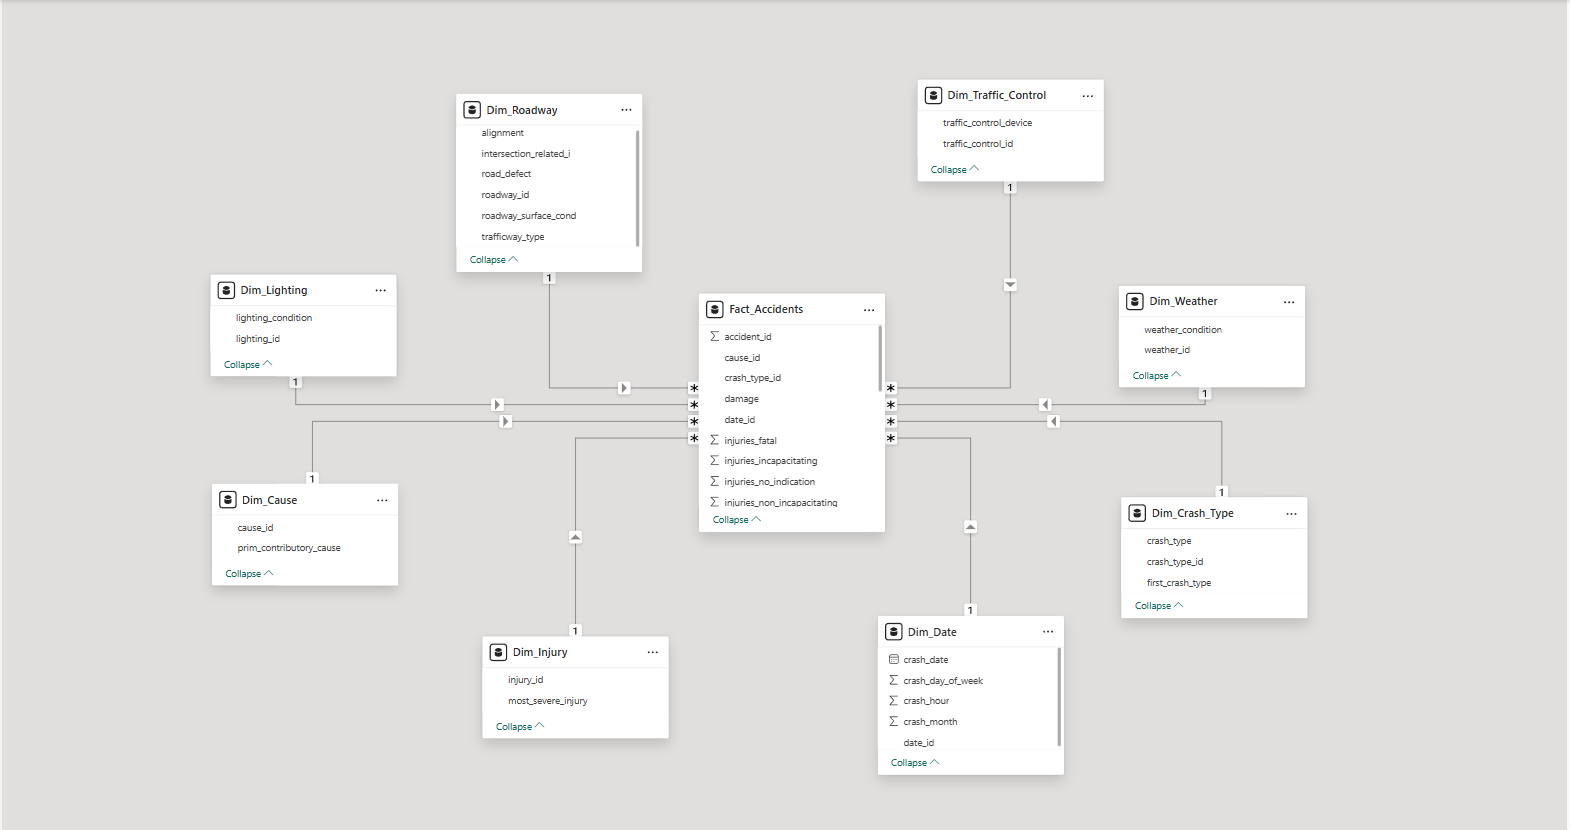 Dim_Traffic_Control
traffic_control_device
traffic_control_id
Collapse
1
Dim_Roadway
alignment
intersection_related_i
road_defect
roadway_id
roadway_surface_cond
trafficway_type
Collapse
1
Dim_Lighting
lighting_condition
lighting_id
Collapse
1
Fact_Accidents
accident_id
cause_id
crash_type_id
damage
date_id
injuries_fatal
injuries_incapacitating
injuries_no_indication
injuries_non_incapacitating
Collapse
Dim_Weather
weather_condition
weather_id
Collapse
1
1
Dim_Cause
cause_id
prim_contributory_cause
Collapse
1
Dim_Crash_Type
crash_type
crash_type_id
first_crash_type
Collapse
1
Dim_Injury
injury_id
most_severe_injury
Collapse
1
Dim_Date
crash_date
crash_day_of_week
crash_hour
crash_month
date_id
Collapse